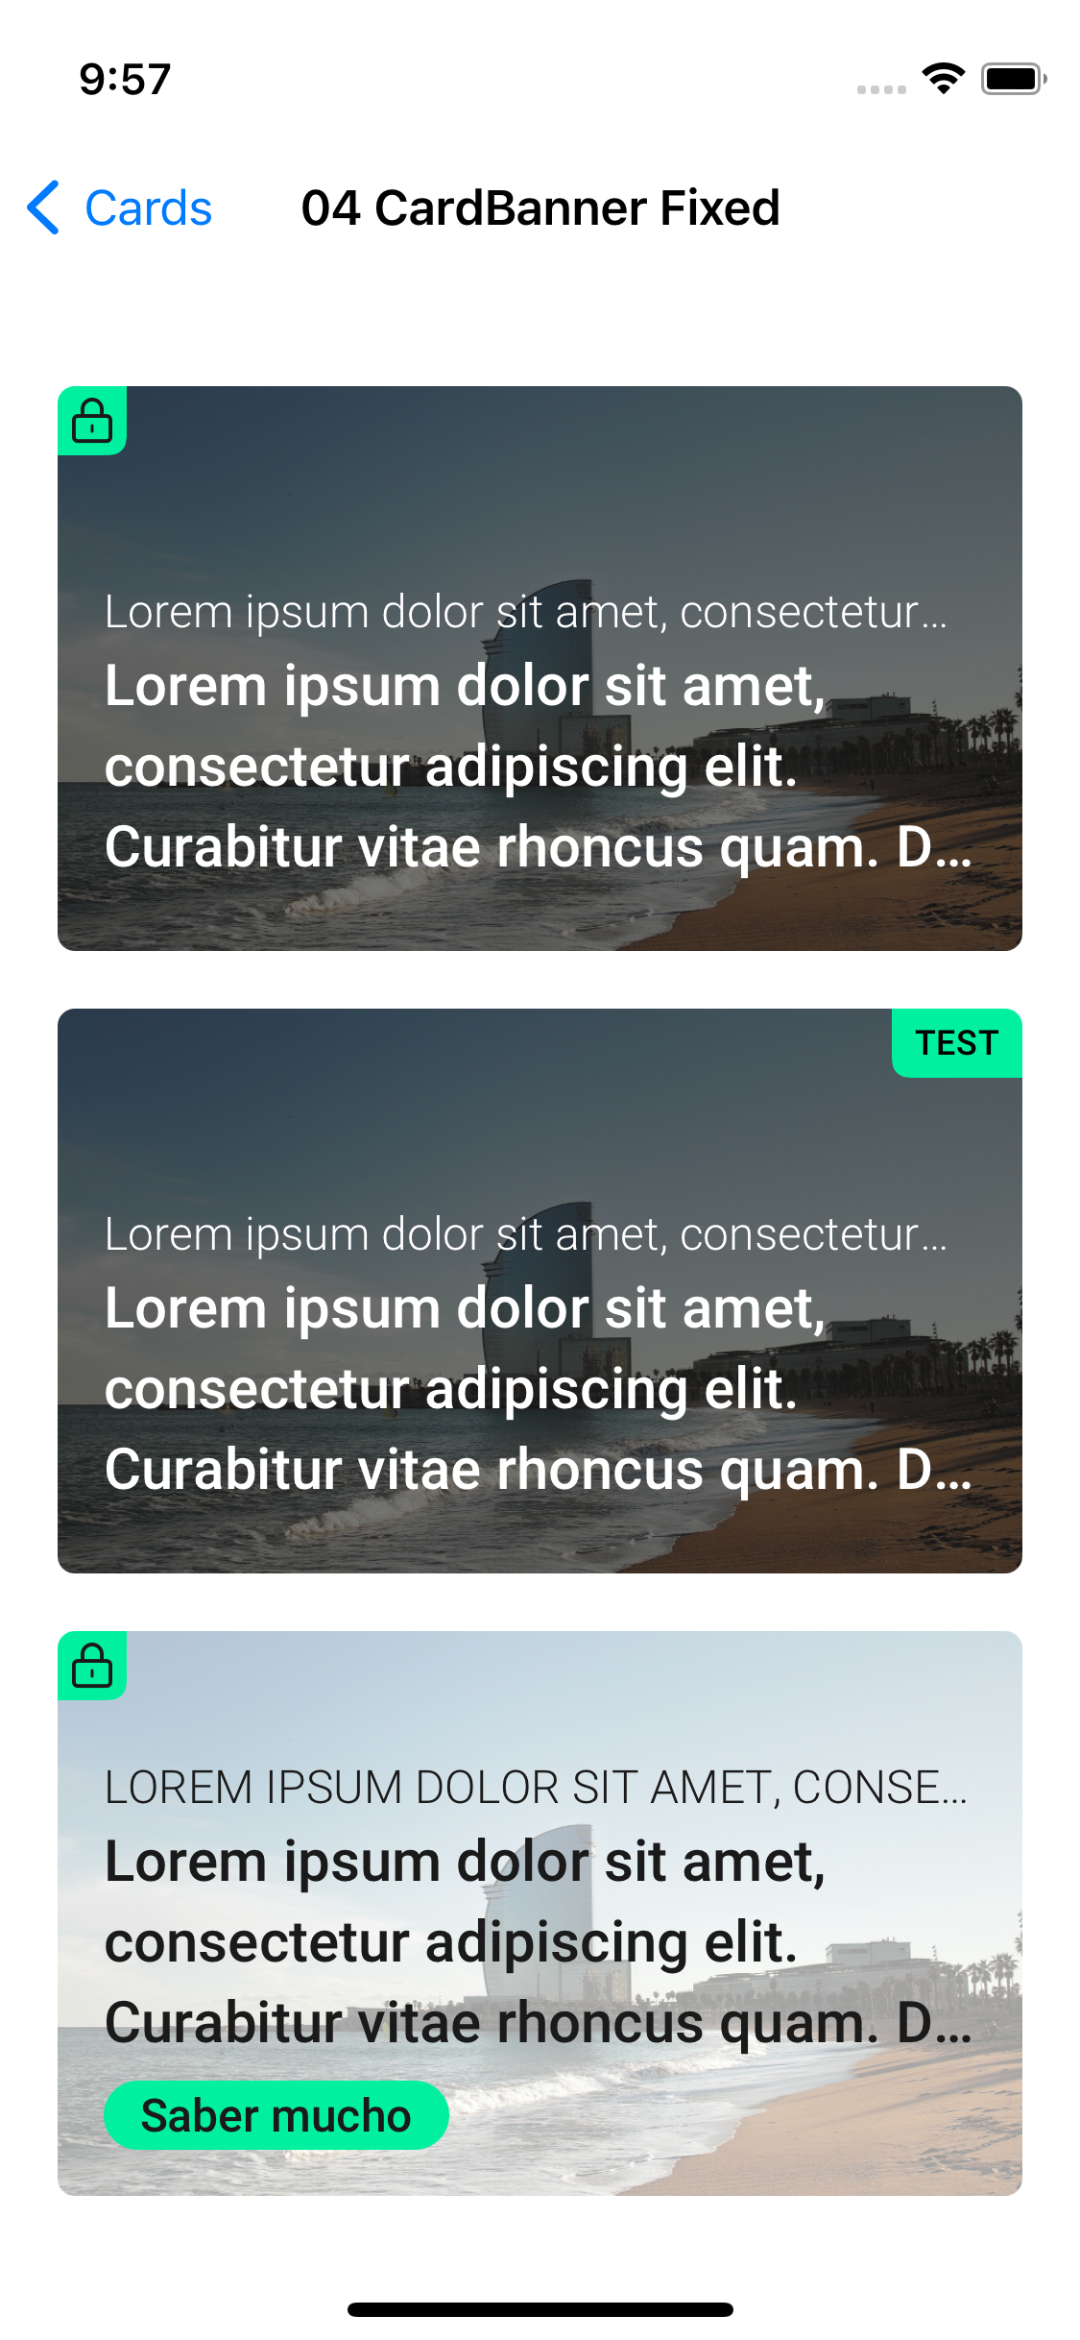 9:57
Cards
04 CardBanner Fixed
Lorem ipsum dolor sit amet, consectetur...
Lorem ipsum dolor sit amet,
consectetur adipiscing elit.
Curabitur vitae rhoncus quam. D...
TEST
Lorem ipsum dolor sit amet, consectetur...
Lorem ipsum dolor sit amet,
consectetur adipiscing elit.
Curabitur vitae rhoncus quam. D...
LOREM IPSUM DOLOR SIT AMET, CONSE...
Lorem ipsum dolor sit amet,
consectetur adipiscing elit.
Curabitur vitae rhoncus quam. D...
Saber mucho